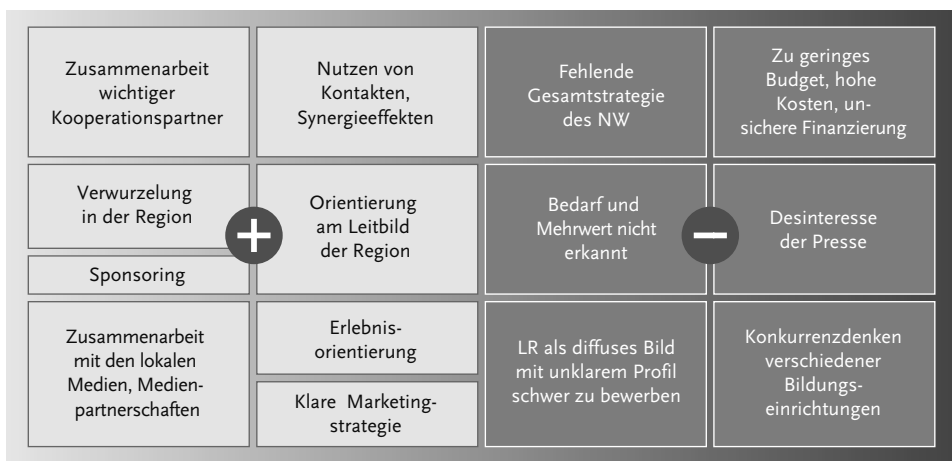 Zusammenarbeit
wichtiger
Kooperationspartner
Nutzen von
Kontakten,
Synergieeffekten
Fehlende
Gesamtstrategie
des NW
Zu geringes
Budget, hohe
Kosten, un-
sichere Finanzierung
Verwurzelung
in der Region
Sponsoring
+
Orientierung
am Leitbild
der Region
Bedarf und
Mehrwert nicht
erkannt
–
Desinteresse
der Presse
Zusammenarbeit
mit den lokalen
Medien, Medien-
partnerschaften
Erlebnis-
orientierung
Klare Marketing-
strategie
LR als diffuses Bild
mit unklarem Profil
schwer zu bewerben
Konkurrenzdenken
verschiedener
Bildungs-
einrichtungen